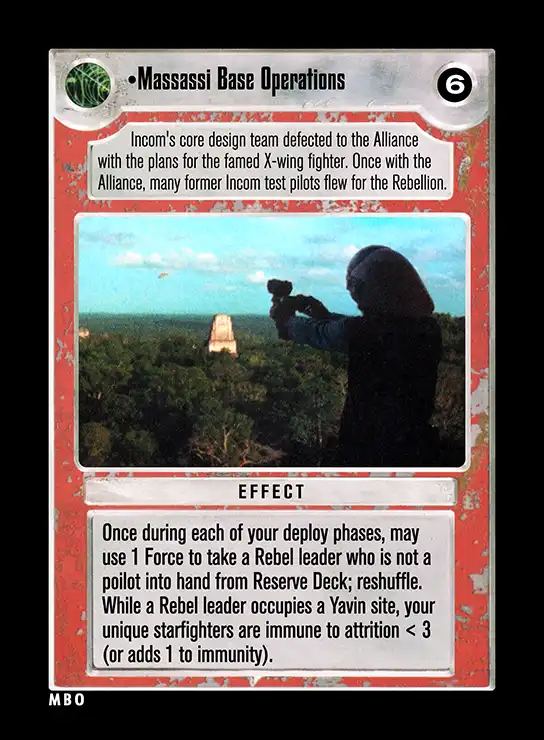 •Massassi Base Operations
6
Incom's core design team defected to the Alliance
with the plans for the famed X-wing fighter. Once with the
Alliance, many former Incom test pilots flew for the Rebellion.
EFFECT
Once during each of your deploy phases, may
use 1 Force to take a Rebel leader who is not a
poilot into hand from Reserve Deck; reshuffle.
While a Rebel leader occupies a Yavin site, your
unique starfighters are immune to attrition < 3
(or adds 1 to immunity).
MBO